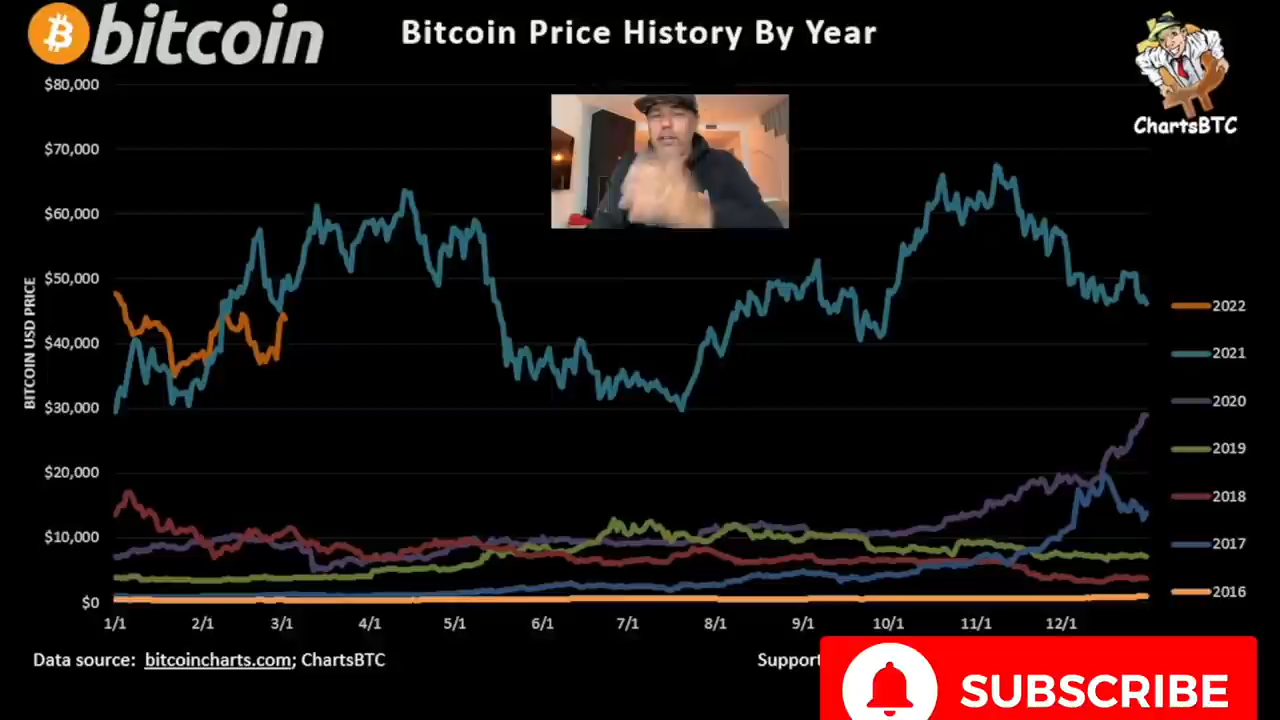 bitcoin
Bitcoin Price History By Year
ChartsBTC
$80,000
$70,000
$60,000
$50,000
$40,000
$30,000
$20,000
$10,000
$0
BITCOIN USD PRICE
1/1 2/1 3/1 4/1 5/1 6/1 7/1 8/1 9/1 10/1 11/1 12/1
2022
2021
2020
2019
2018
2017
2016
Data source: bitcoincharts.com; ChartsBTC
Support
SUBSCRIBE